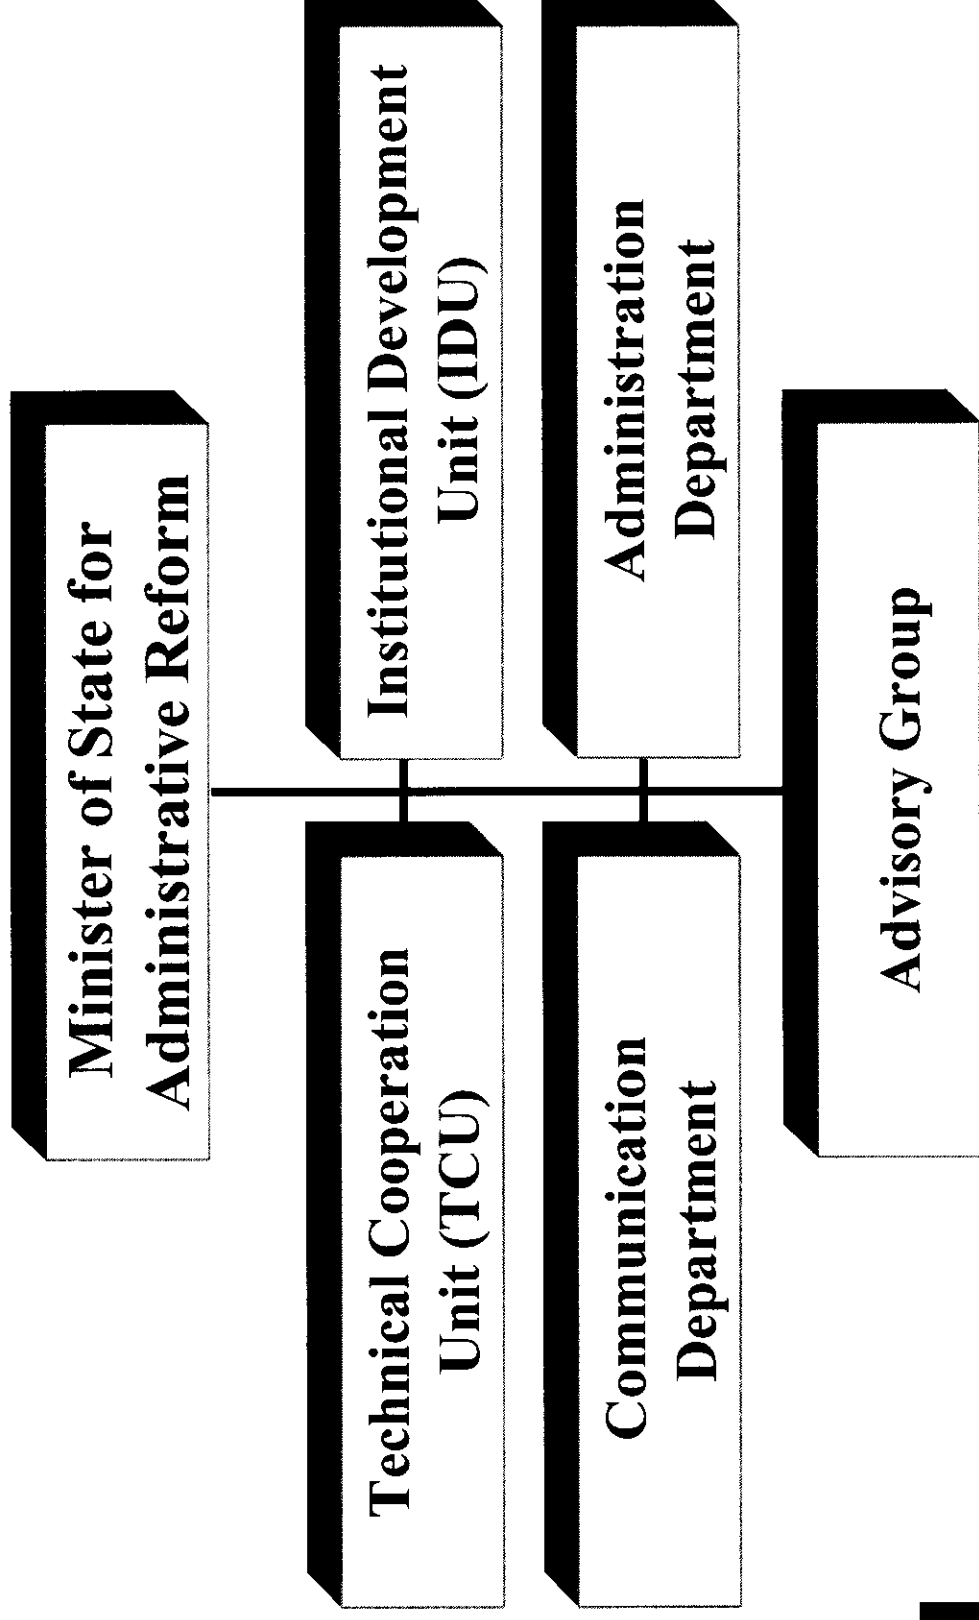 Minister of State for
Administrative Reform
Technical Cooperation
Unit (TCU)
Institutional Development
Unit (IDU)
Communication
Department
Administration
Department
Advisory Group